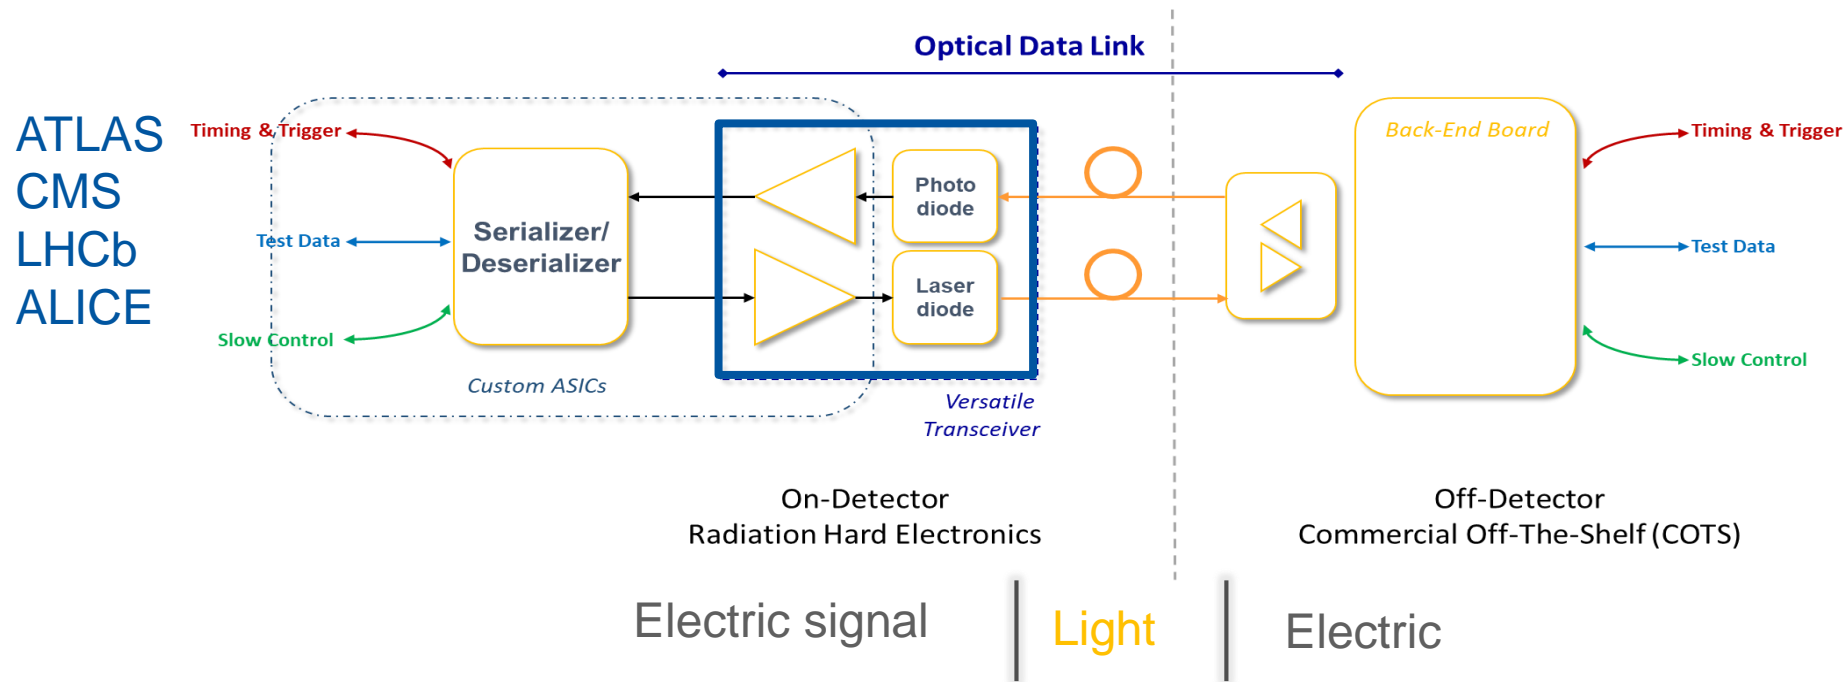 Optical Data Link
ATLAS
CMS
LHCb
ALICE
Timing & Trigger
Test Data
Slow Control
Serializer/
Deserializer
Custom ASICs
Photo
diode
Laser
diode
Versatile
Transceiver
Back-End Board
Timing & Trigger
Test Data
Slow Control
On-Detector
Radiation Hard Electronics
Off-Detector
Commercial Off-The-Shelf (COTS)
Electric signal
Light
Electric